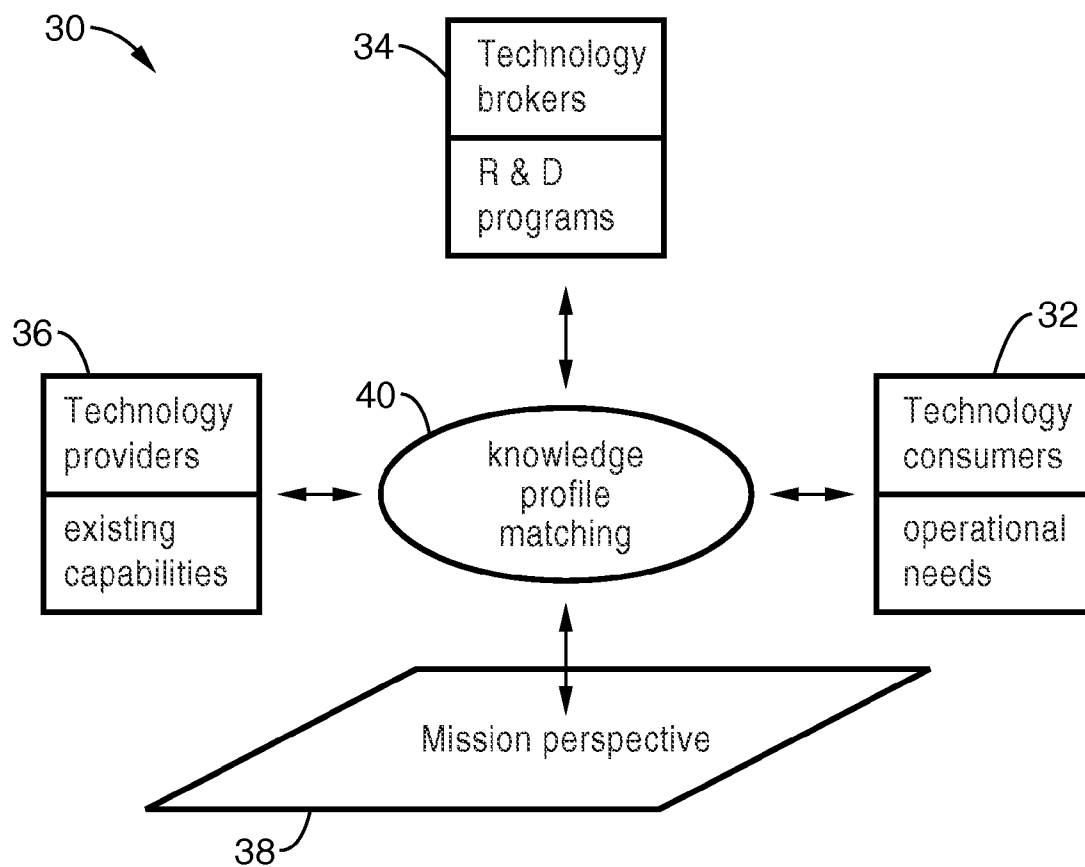 30
34
Technology
brokers
R & D
programs
36
Technology
providers
existing
capabilities
40
knowledge
profile
matching
32
Technology
consumers
operational
needs
Mission perspective
38